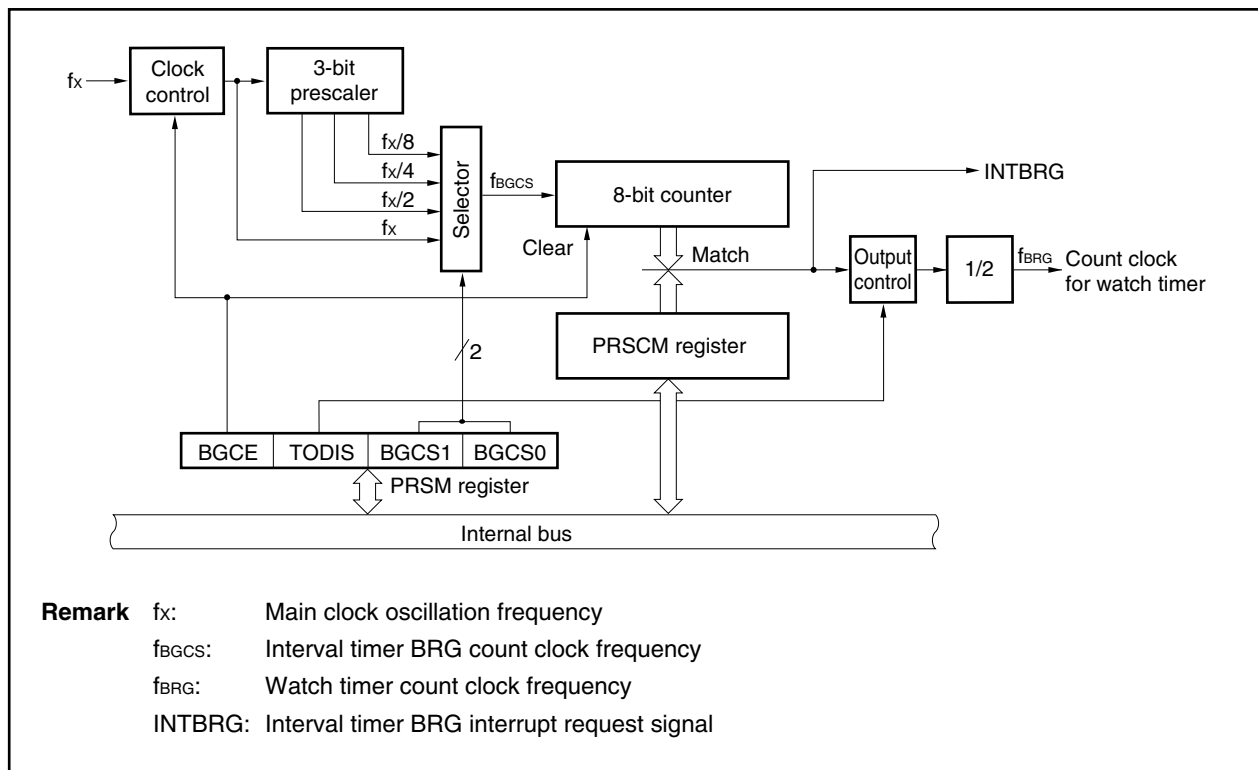 fX
Clock
control
3-bit
prescaler
fX/8
fX/4
fX/2
fX
Selector
fBGCS
8-bit counter
Clear
Match
INTBRG
Output
control
1/2
fBRG
Count clock
for watch timer
PRSCM register
2
BGCE TODIS BGCS1 BGCS0
PRSM register
Internal bus
Remark fX: Main clock oscillation frequency
fBGCS: Interval timer BRG count clock frequency
fBRG: Watch timer count clock frequency
INTBRG: Interval timer BRG interrupt request signal